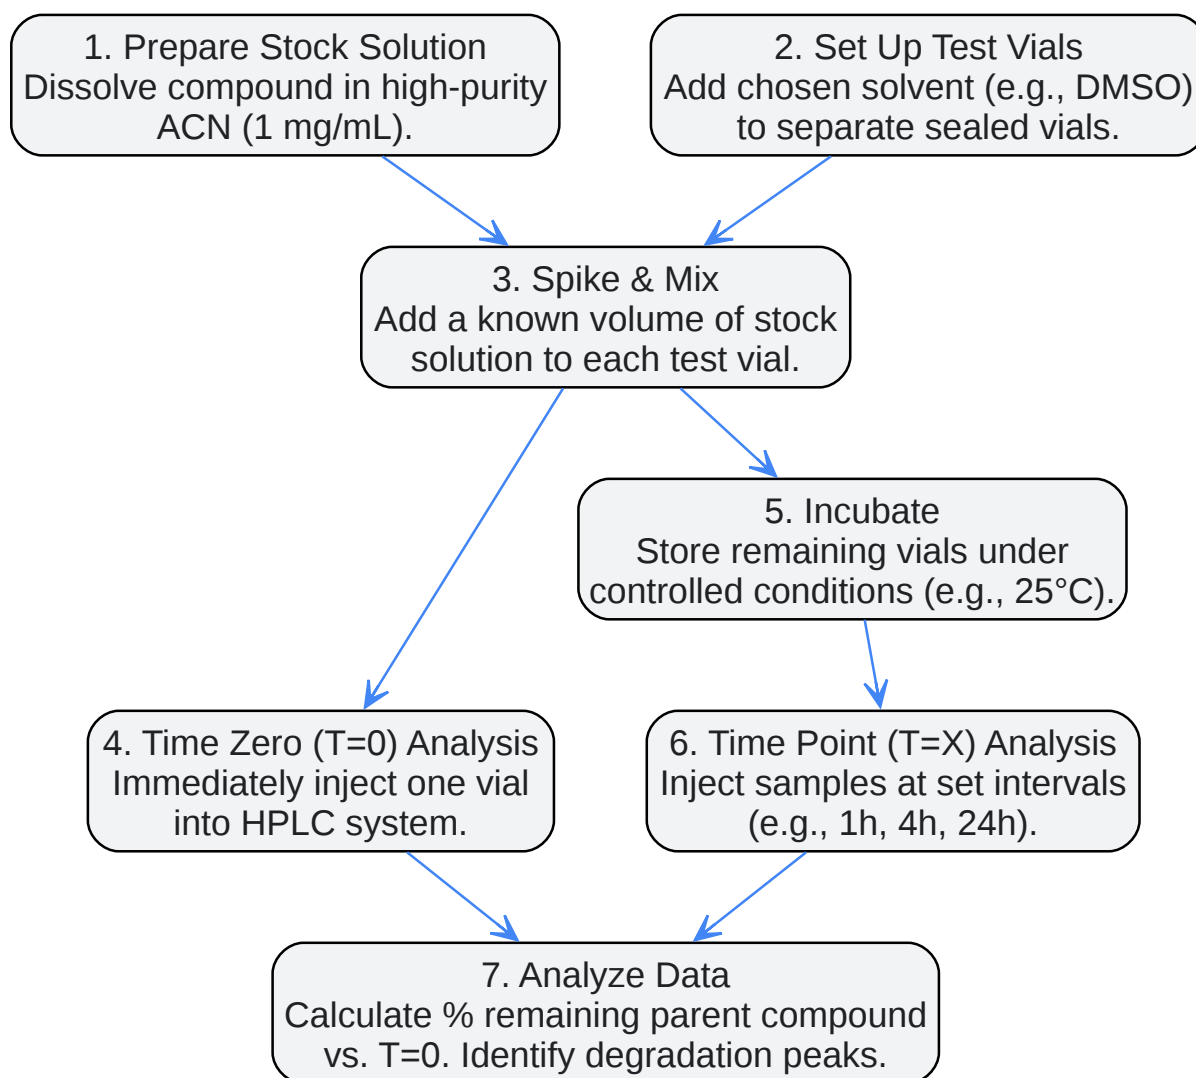 1. Prepare Stock Solution
Dissolve compound in high-purity
ACN (1 mg/mL).
2. Set Up Test Vials
Add chosen solvent (e.g., DMSO)
to separate sealed vials.
3. Spike & Mix
Add a known volume of stock
solution to each test vial.
5. Incubate
Store remaining vials under
controlled conditions (e.g., 25°C).
4. Time Zero (T=0) Analysis
Immediately inject one vial
into HPLC system.
6. Time Point (T=X) Analysis
Inject samples at set intervals
(e.g., 1h, 4h, 24h).
7. Analyze Data
Calculate % remaining parent compound
vs. T=0. Identify degradation peaks.